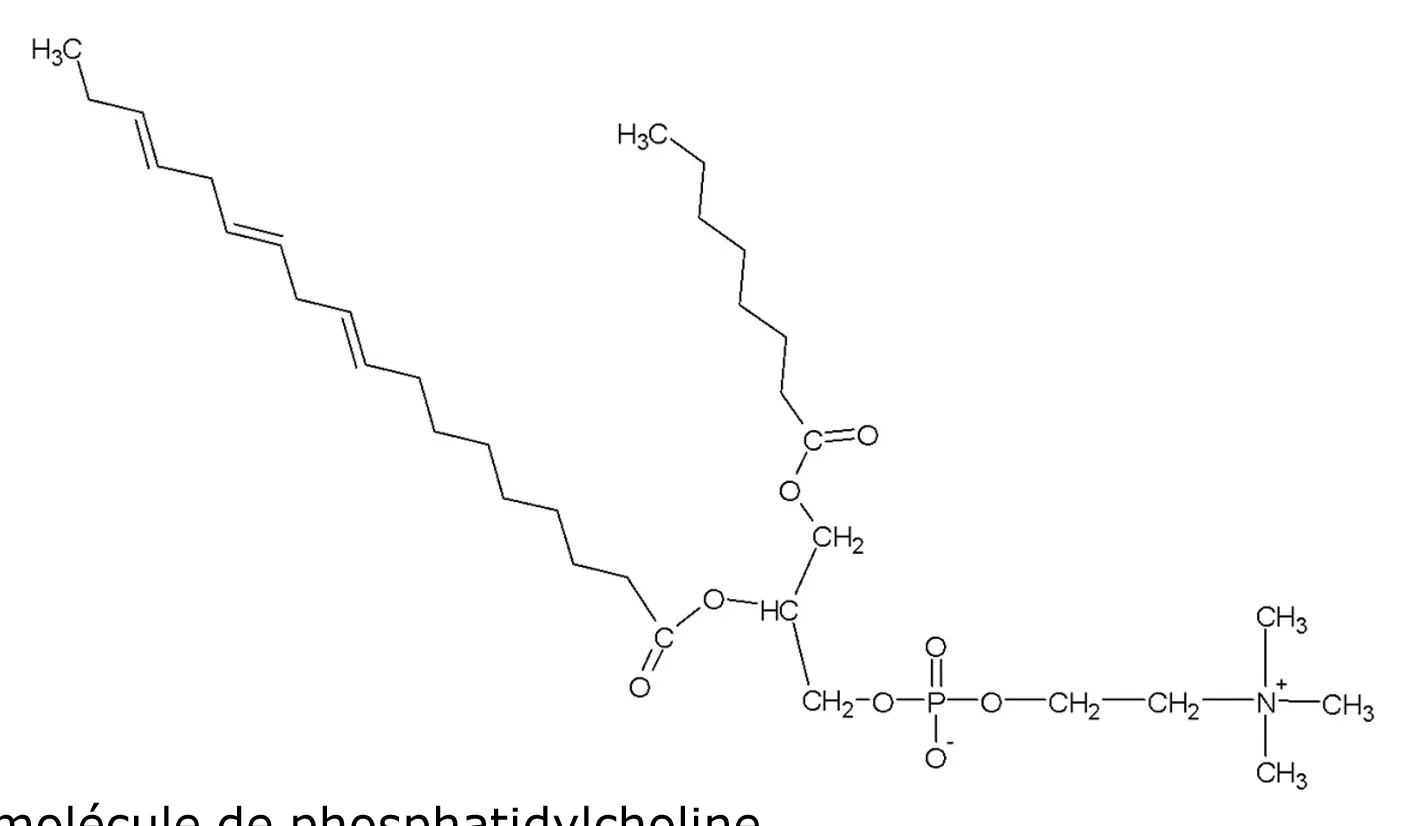 H3C
H3C
C=O
O
CH2
O HC
C
O
O
CH2-O-P-O-CH2-CH2-N+-CH3
O-
CH3
CH3
molécule de phosphatidylcholine